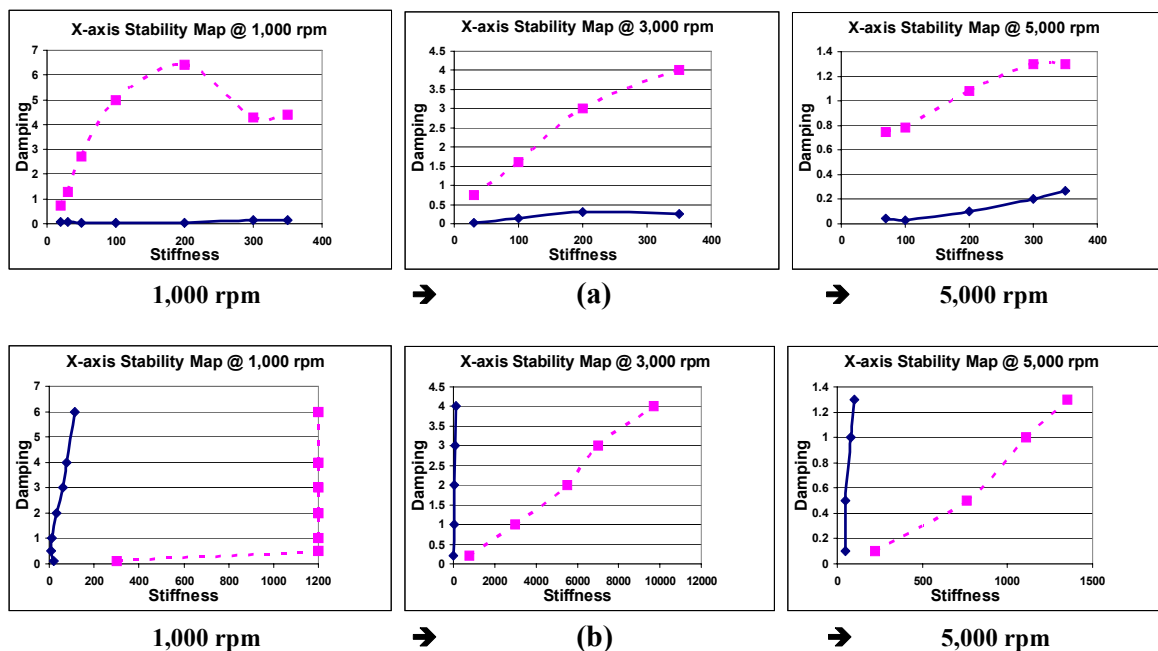 X-axis Stability Map @ 1,000 rpm
7
6
5
4
3
2
1
0
Damping
0 100 200 300 400
Stiffness
X-axis Stability Map @ 3,000 rpm
4.5
4
3.5
3
2.5
2
1.5
1
0.5
0
Damping
0 100 200 300 400
Stiffness
X-axis Stability Map @ 5,000 rpm
1.4
1.2
1
0.8
0.6
0.4
0.2
0
Damping
0 100 200 300 400
Stiffness
1,000 rpm ➔ (a) ➔ 5,000 rpm
X-axis Stability Map @ 1,000 rpm
7
6
5
4
3
2
1
0
Damping
0 200 400 600 800 1000 1200
Stiffness
X-axis Stability Map @ 3,000 rpm
4.5
4
3.5
3
2.5
2
1.5
1
0.5
0
Damping
0 2000 4000 6000 8000 10000 12000
Stiffness
X-axis Stability Map @ 5,000 rpm
1.4
1.2
1
0.8
0.6
0.4
0.2
0
Damping
0 500 1000 1500
Stiffness
1,000 rpm ➔ (b) ➔ 5,000 rpm